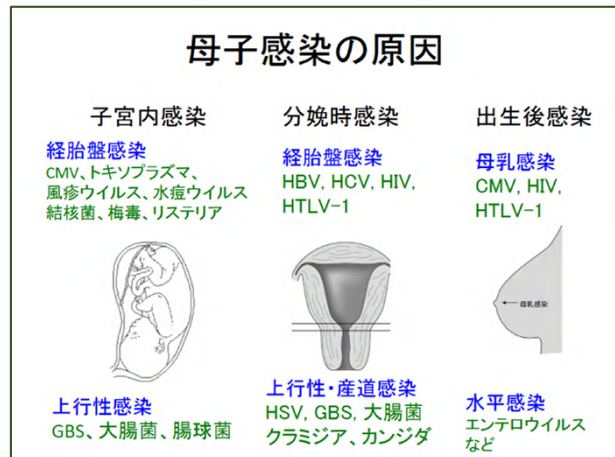 母子感染の原因
子宮内感染
経胎盤感染
CMV、トキソプラズマ、
風疹ウイルス、水痘ウイルス
結核菌、梅毒、リステリア
上行性感染
GBS、大腸菌、腸球菌
分娩時感染
経胎盤感染
HBV, HCV, HIV,
HTLV-1
上行性・産道感染
HSV, GBS, 大腸菌
クラミジア、カンジダ
出生後感染
母乳感染
CMV, HIV,
HTLV-1
母乳感染
水平感染
エンテロウイルス
など